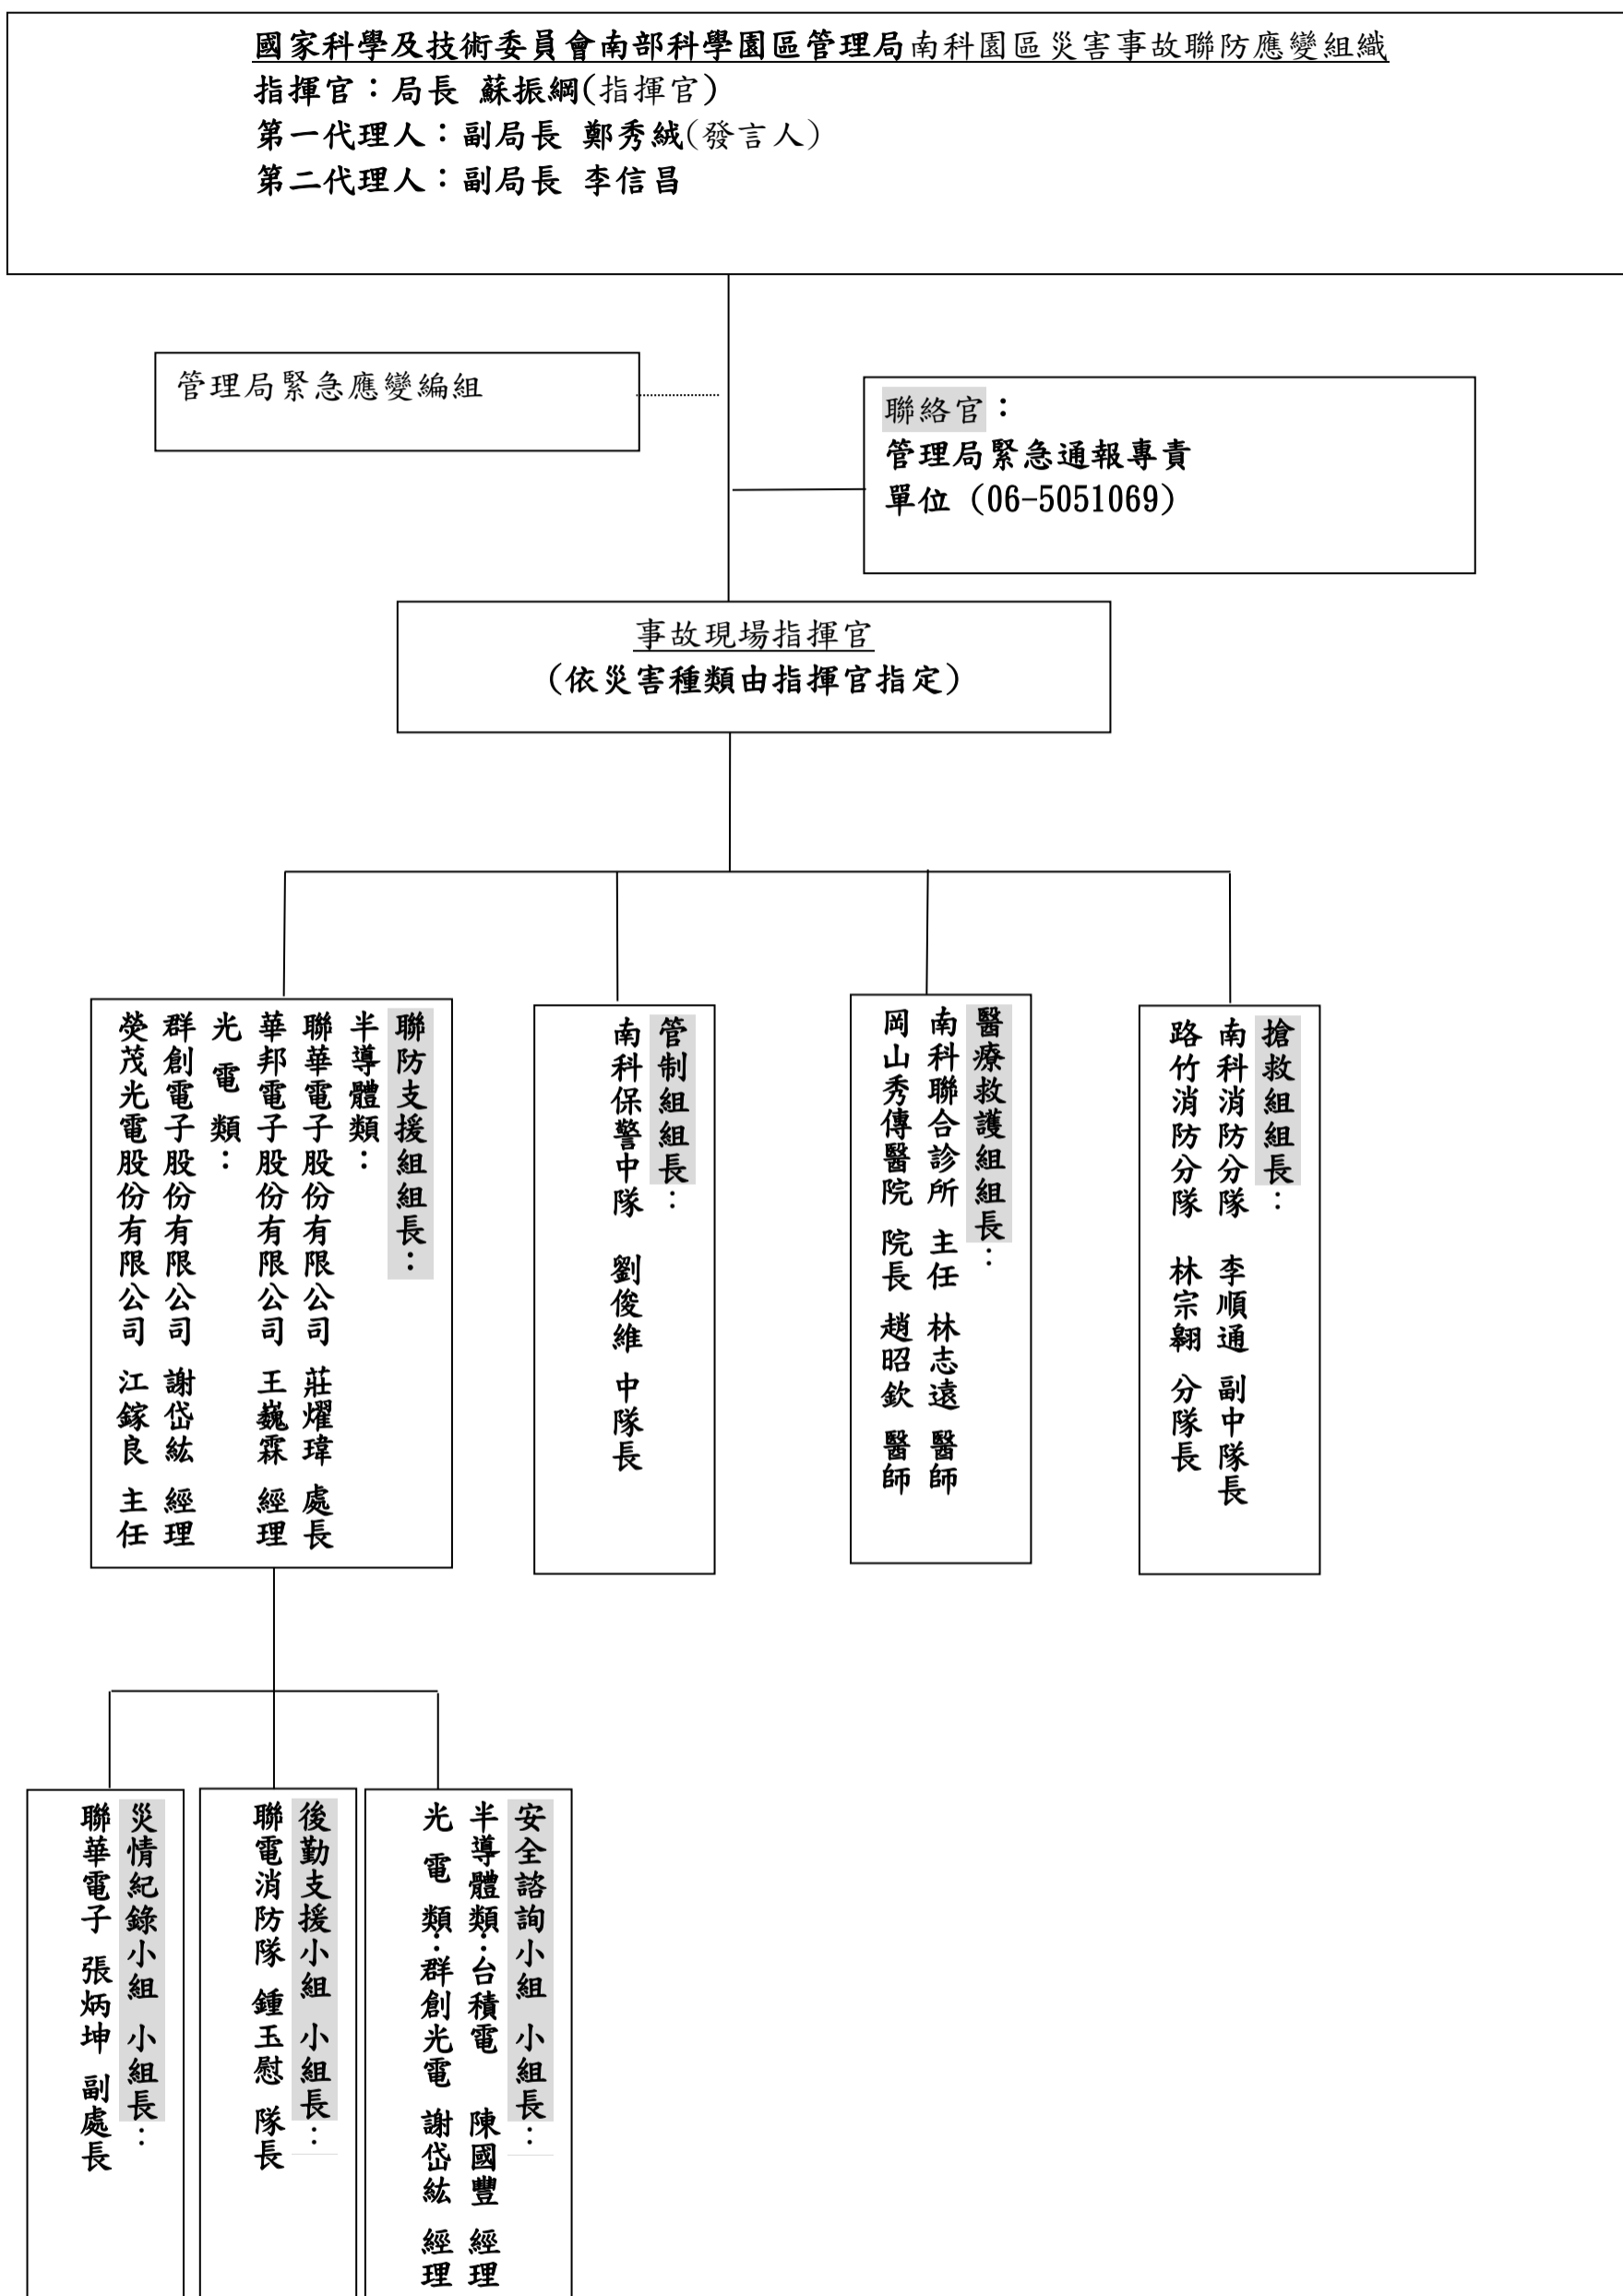 國家科學及技術委員會南部科學園區管理局南科園區災害事故聯防應變組織
指揮官：局長 蘇振綱(指揮官)
第一代理人：副局長 鄭秀絨(發言人)
第二代理人：副局長 李信昌
管理局緊急應變編組
聯絡官：
管理局緊急通報專責
單位 (06-5051069)
事故現場指揮官
(依災害種類由指揮官指定)
搶救組組長：
南科消防分隊 李順通 副中隊長
路竹消防分隊 林宗翱 分隊長
醫療救護組組長：
南科聯合診所 主任 林志遠 醫師
岡山秀傳醫院 院長 趙昭欽 醫師
管制組組長：
南科保警中隊 劉俊維 中隊長
聯防支援組組長：
半導體類：
聯華電子股份有限公司 莊燿瑋 處長
華邦電子股份有限公司 王巍霖 經理
光 電 類：
群創電子股份有限公司 謝岱紘 經理
熒茂光電股份有限公司 江鎵良 主任
安全諮詢小組 小組長：
半導體類：台積電 陳國豐 經理
光 電 類：群創光電 謝岱紘 經理
後勤支援小組 小組長：
聯電消防隊 鍾玉慰 隊長
災情紀錄小組 小組長：
聯華電子 張炳坤 副處長